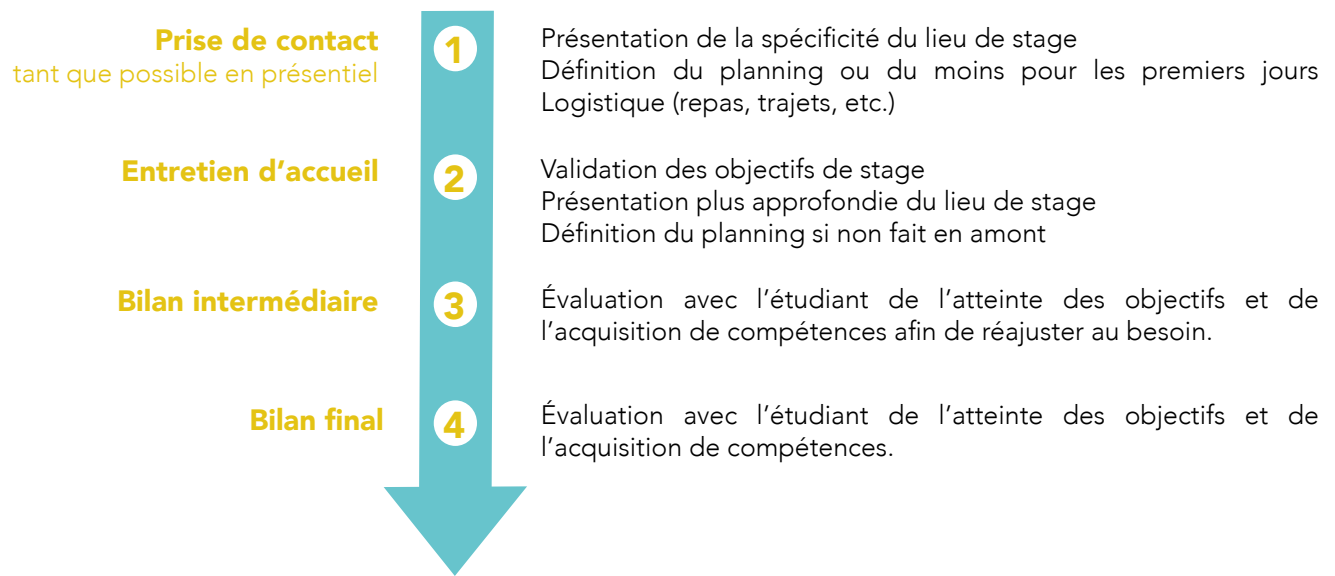 Prise de contact
tant que possible en présentiel
1
Présentation de la spécificité du lieu de stage
Définition du planning ou du moins pour les premiers jours
Logistique (repas, trajets, etc.)
Entretien d’accueil
2
Validation des objectifs de stage
Présentation plus approfondie du lieu de stage
Définition du planning si non fait en amont
Bilan intermédiaire
3
Évaluation avec l’étudiant de l’atteinte des objectifs et de
l’acquisition de compétences afin de réajuster au besoin.
Bilan final
4
Évaluation avec l’étudiant de l’atteinte des objectifs et de
l’acquisition de compétences.